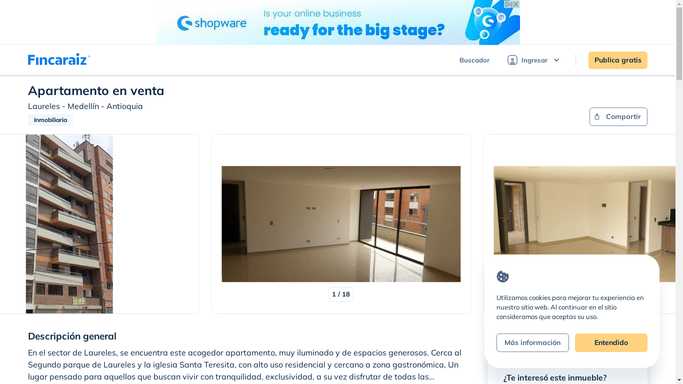 shopware
Is your online business
ready for the big stage?
Fincaraiz
Buscador
Ingresar
Publica gratis
Apartamento en venta
Laureles - Medellín - Antioquia
Inmobiliaria
Compartir
1 / 18
Utilizamos cookies para mejorar tu experiencia en
nuestro sitio web. Al continuar en el sitio
consideramos que aceptas su uso.
Más información
Entendido
Descripción general
En el sector de Laureles, se encuentra este acogedor apartamento, muy iluminado y de espacios generosos. Cerca al
Segundo parque de Laureles y la iglesia Santa Teresita, con alto uso residencial y cercano a zona gastronómica. Un
lugar pensado para aquellos que buscan vivir con tranquilidad, exclusividad, a su vez disfrutar de todas las...
¿Te interesó este inmueble?